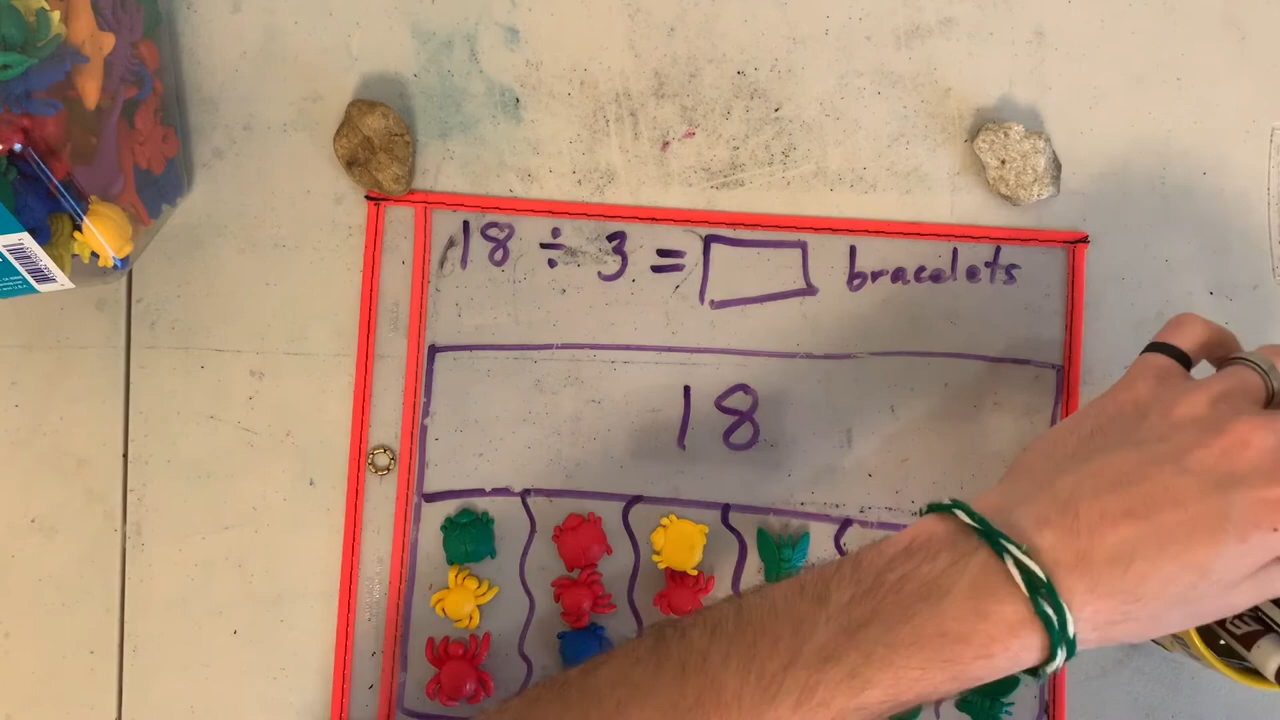 18 ÷ 3 = □ bracelets
18